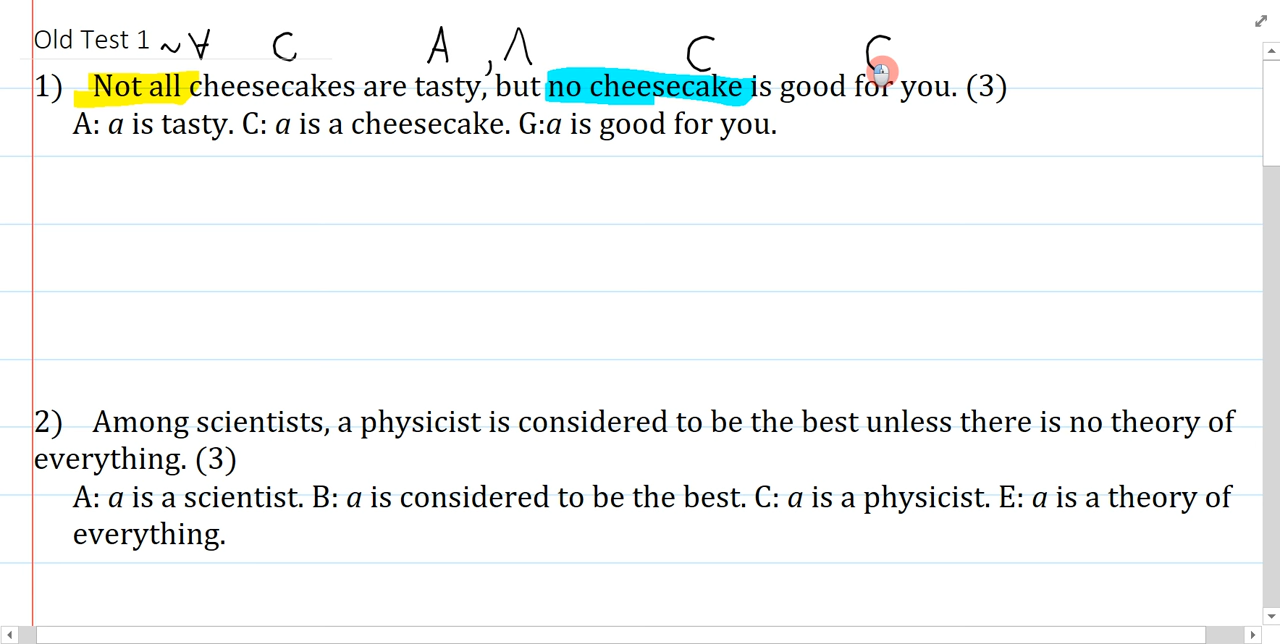 Old Test 1 ~∀ C A , ∧ C G
1) Not all cheesecakes are tasty, but no cheesecake is good for you. (3)
A: a is tasty. C: a is a cheesecake. G:a is good for you.
2) Among scientists, a physicist is considered to be the best unless there is no theory of
everything. (3)
A: a is a scientist. B: a is considered to be the best. C: a is a physicist. E: a is a theory of
everything.